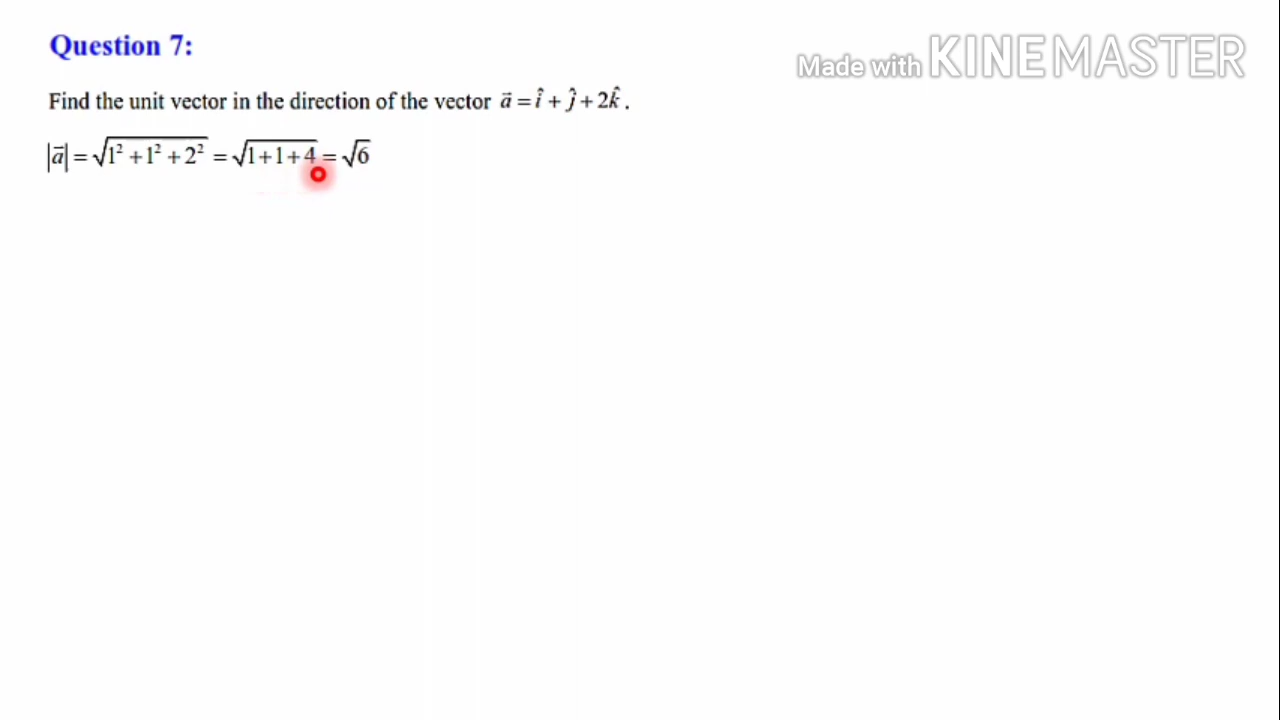 Question 7:
Made with KINEMASTER
Find the unit vector in the direction of the vector a⃗ = î + ĵ + 2k̂ .
|a⃗| = √(1² + 1² + 2²) = √(1+1+4) = √6